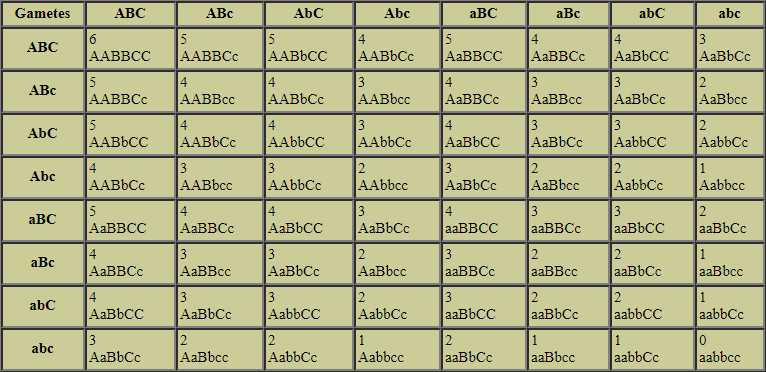 Gametes ABC ABc AbC Abc aBC aBc abC abc
ABC 6 5 5 4 5 4 4 3
AABBCC AABBCc AABbCC AABbCc AaBBCC AaBBCc AaBbCC AaBbCc
ABc 5 4 4 3 4 3 3 2
AABBCc AABBcc AABbCc AABbcc AaBBCc AaBBcc AaBbCc AaBbcc
AbC 5 4 4 3 4 3 3 2
AABbCC AABbCc AAbbCC AAbbCc AaBbCC AaBbCc AabbCC AabbCc
Abc 4 3 3 2 3 2 2 1
AABbCc AABbcc AAbbCc AAbbcc AaBbCc AaBbcc AabbCc Aabbcc
aBC 5 4 4 3 4 3 3 2
AaBBCC AaBBCc AaBbCC AaBbCc aaBBCC aaBBCc aaBbCC aaBbCc
aBc 4 3 3 2 3 2 2 1
AaBBCc AaBBcc AaBbCc AaBbcc aaBBCc aaBBcc aaBbCc aaBbcc
abC 4 3 3 2 3 2 2 1
AaBbCC AaBbCc AabbCC AabbCc aaBbCC aaBbCc aabbCC aabbCc
abc 3 2 2 1 2 1 1 0
AaBbCc AaBbcc AabbCc Aabbcc aaBbCc aaBbcc aabbCc aabbcc